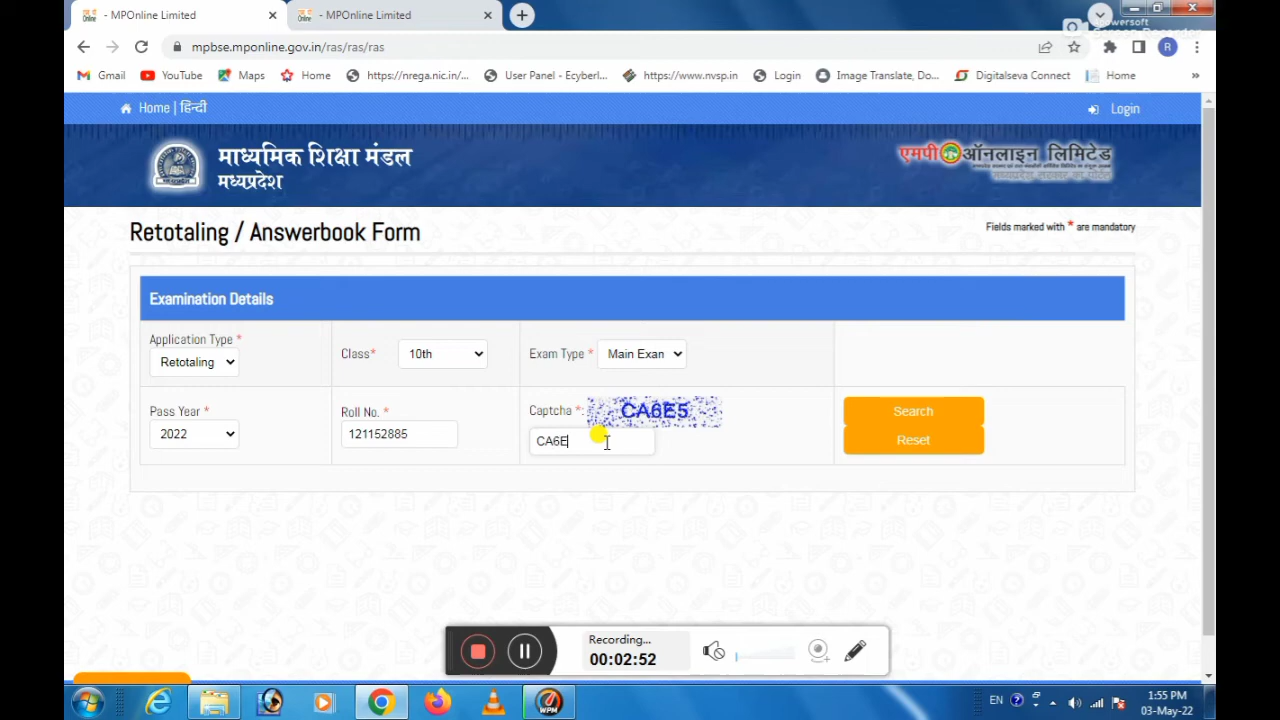 - MPOnline Limited
- MPOnline Limited
mpbse.mponline.gov.in/ras/ras/ras
R
Gmail
YouTube
Maps
Home
https://nrega.nic.in/...
User Panel - Ecyberl...
https://www.nvsp.in
Login
Image Translate, Do...
Digitalseva Connect
Home
»
Home | हिन्दी
Login
माध्यमिक शिक्षा मंडल
मध्यप्रदेश
एमपी ऑनलाइन लिमिटेड
Retotaling / Answerbook Form
Fields marked with * are mandatory
Examination Details
Application Type *
Retotaling
Class*
10th
Exam Type *
Main Exan
Pass Year *
2022
Roll No. *
121152885
Captcha *:
CA6E5
CA6E
Search
Reset
Recording...
00:02:52
WPM
EN
1:55 PM
03-May-22